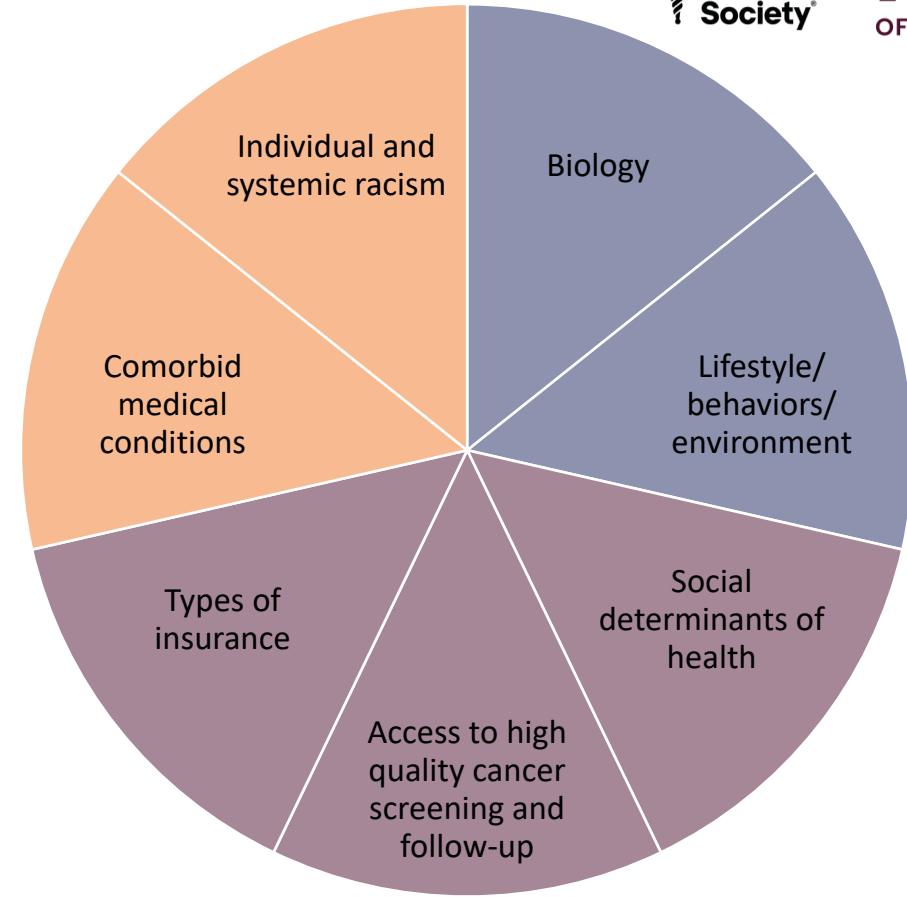 Society®
OF
Individual and
systemic racism
Biology
Comorbid
medical
conditions
Lifestyle/
behaviors/
environment
Types of
insurance
Social
determinants of
health
Access to high
quality cancer
screening and
follow-up